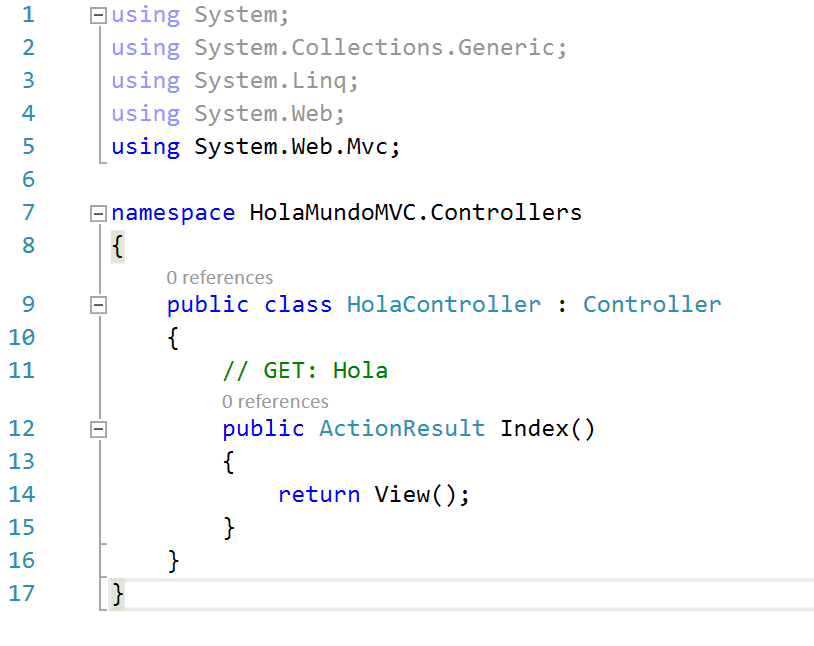 1 using System;
2 using System.Collections.Generic;
3 using System.Linq;
4 using System.Web;
5 using System.Web.Mvc;
6
7 namespace HolaMundoMVC.Controllers
8 {
0 references
9 public class HolaController : Controller
10 {
11 // GET: Hola
0 references
12 public ActionResult Index()
13 {
14 return View();
15 }
16 }
17 }